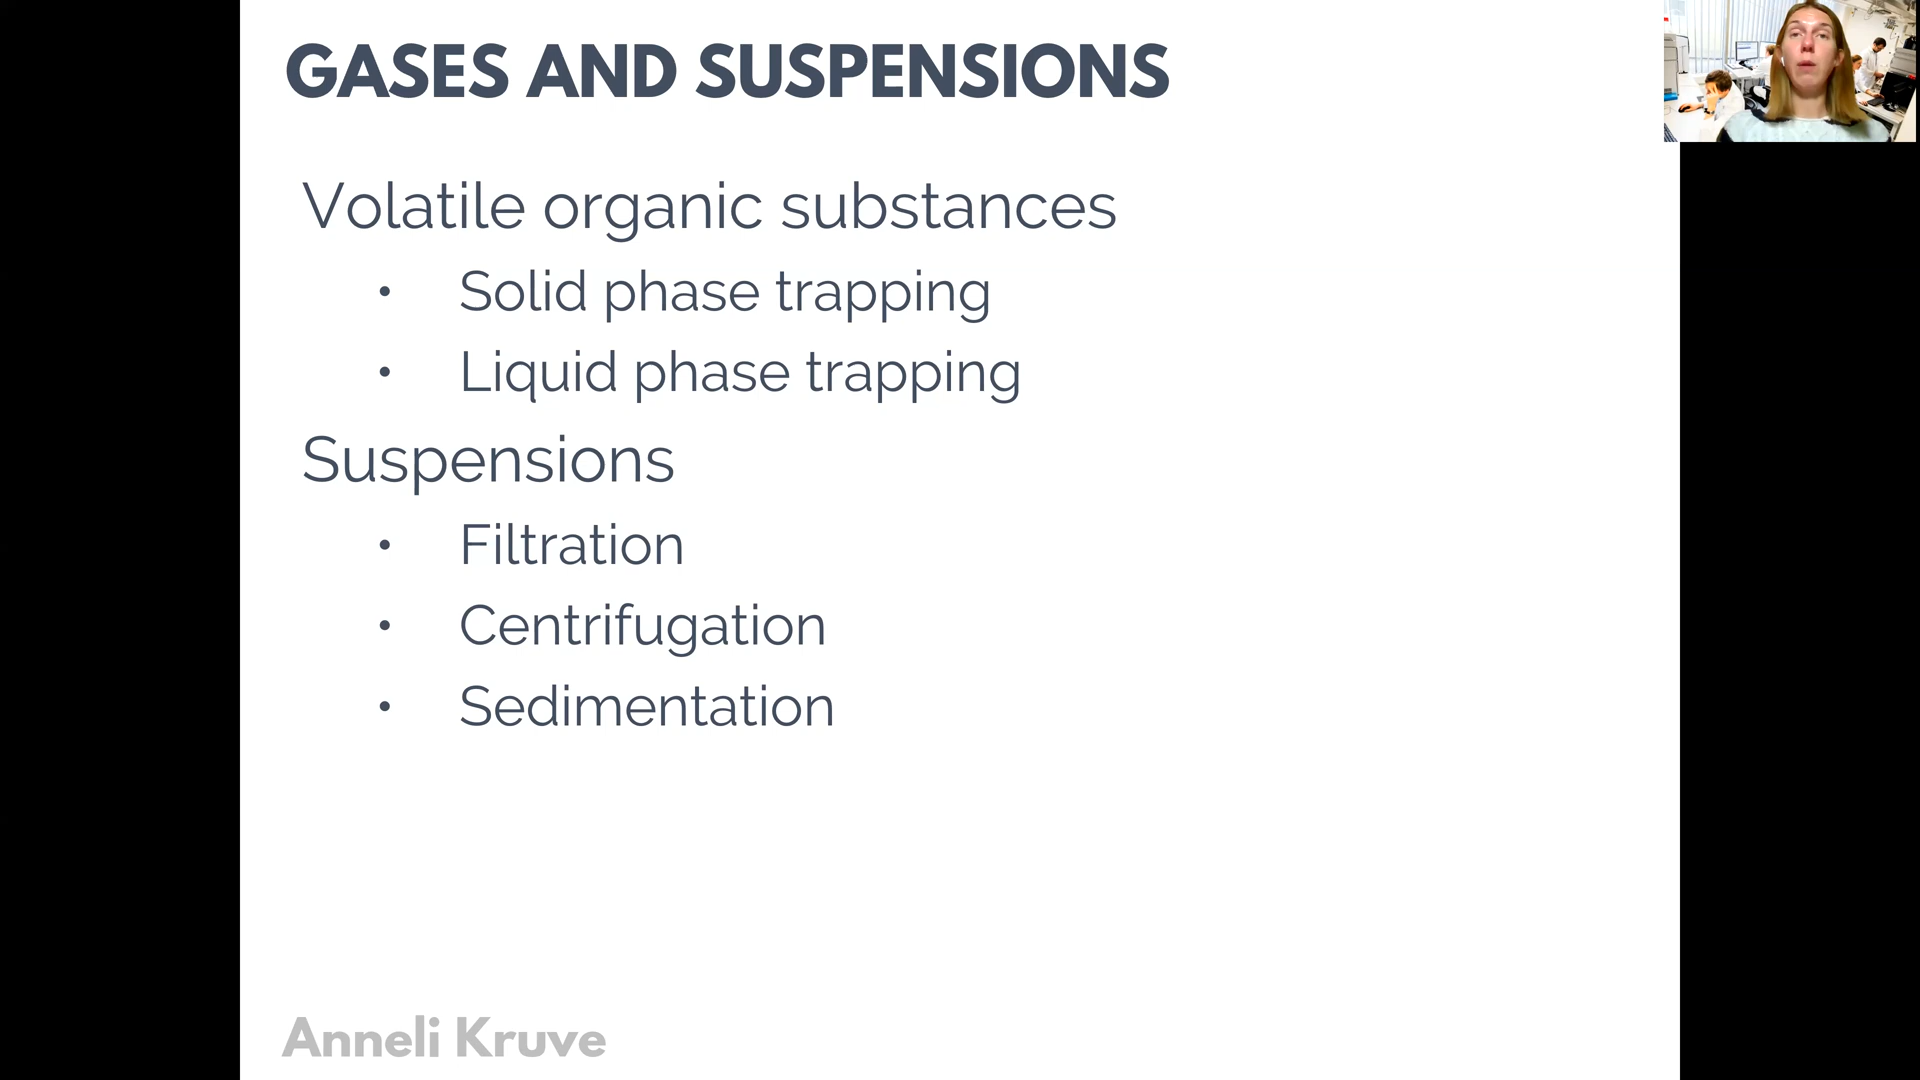 GASES AND SUSPENSIONS
Volatile organic substances
• Solid phase trapping
• Liquid phase trapping
Suspensions
• Filtration
• Centrifugation
• Sedimentation
Anneli Kruve